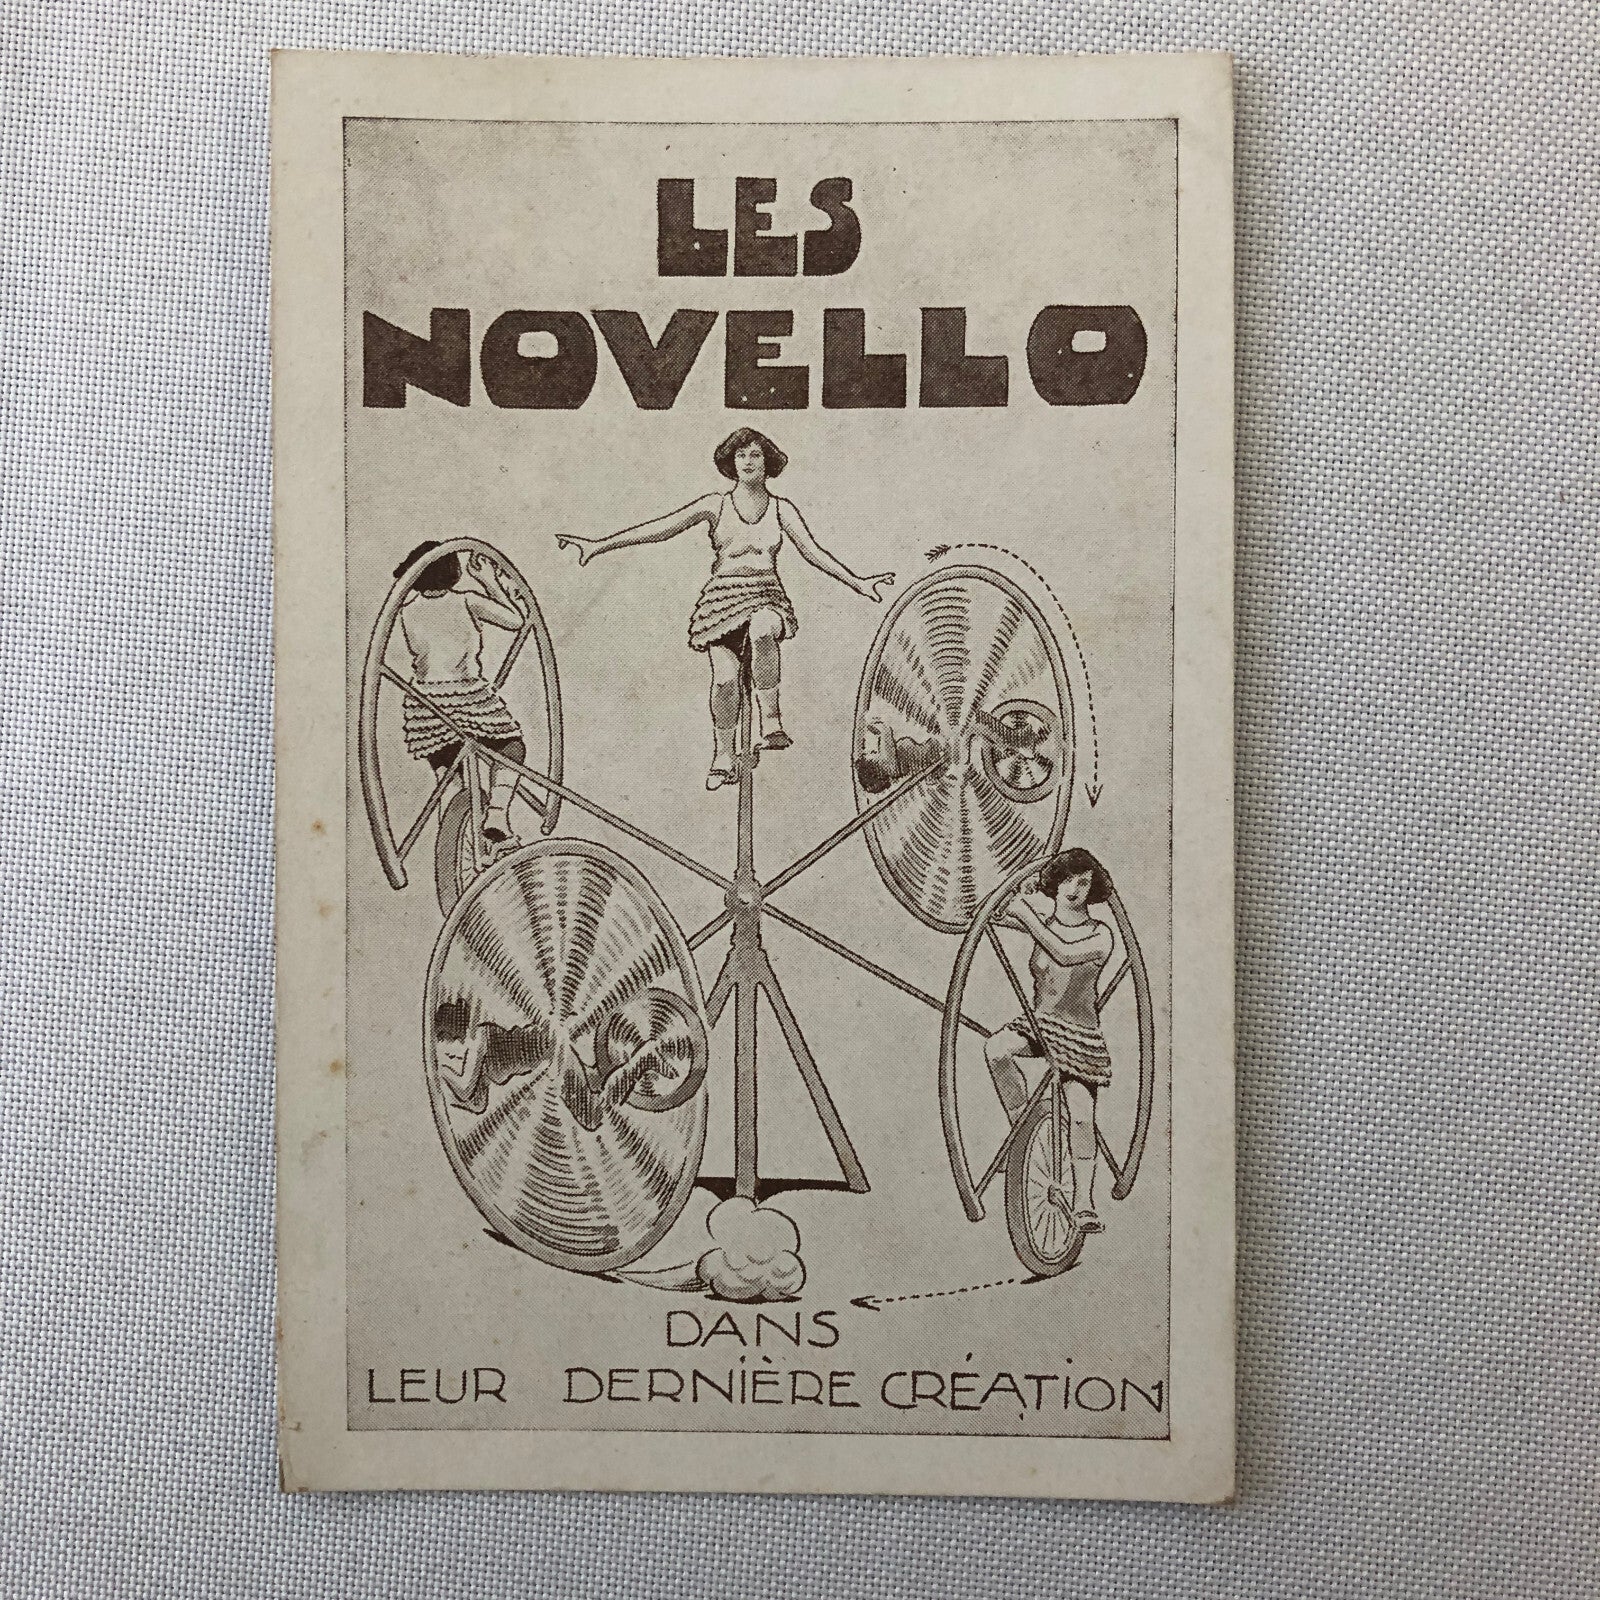 LES
NOVELLO
DANS
LEUR DERNIÈRE CRÉATION